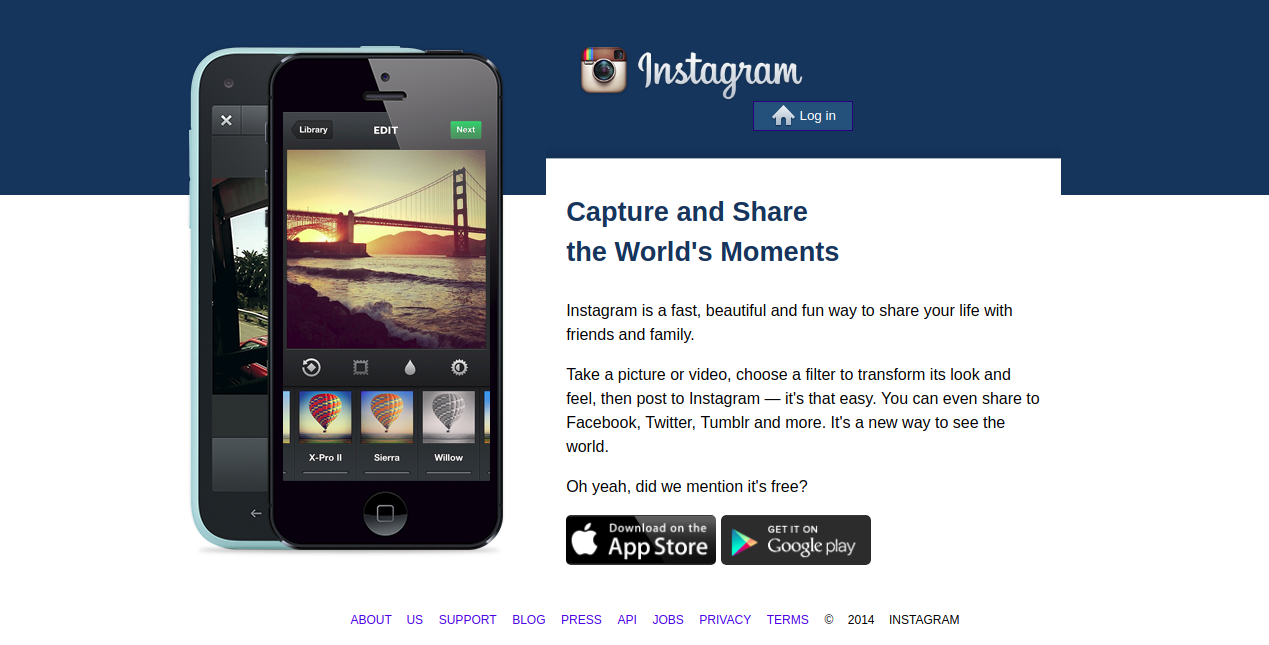 Instagram
Log in
Library
EDIT
Next
X-Pro II
Sierra
Willow
Capture and Share
the World's Moments
Instagram is a fast, beautiful and fun way to share your life with
friends and family.
Take a picture or video, choose a filter to transform its look and
feel, then post to Instagram — it's that easy. You can even share to
Facebook, Twitter, Tumblr and more. It's a new way to see the
world.
Oh yeah, did we mention it's free?
Download on the
App Store
GET IT ON
Google play
ABOUT US SUPPORT BLOG PRESS API JOBS PRIVACY TERMS © 2014 INSTAGRAM